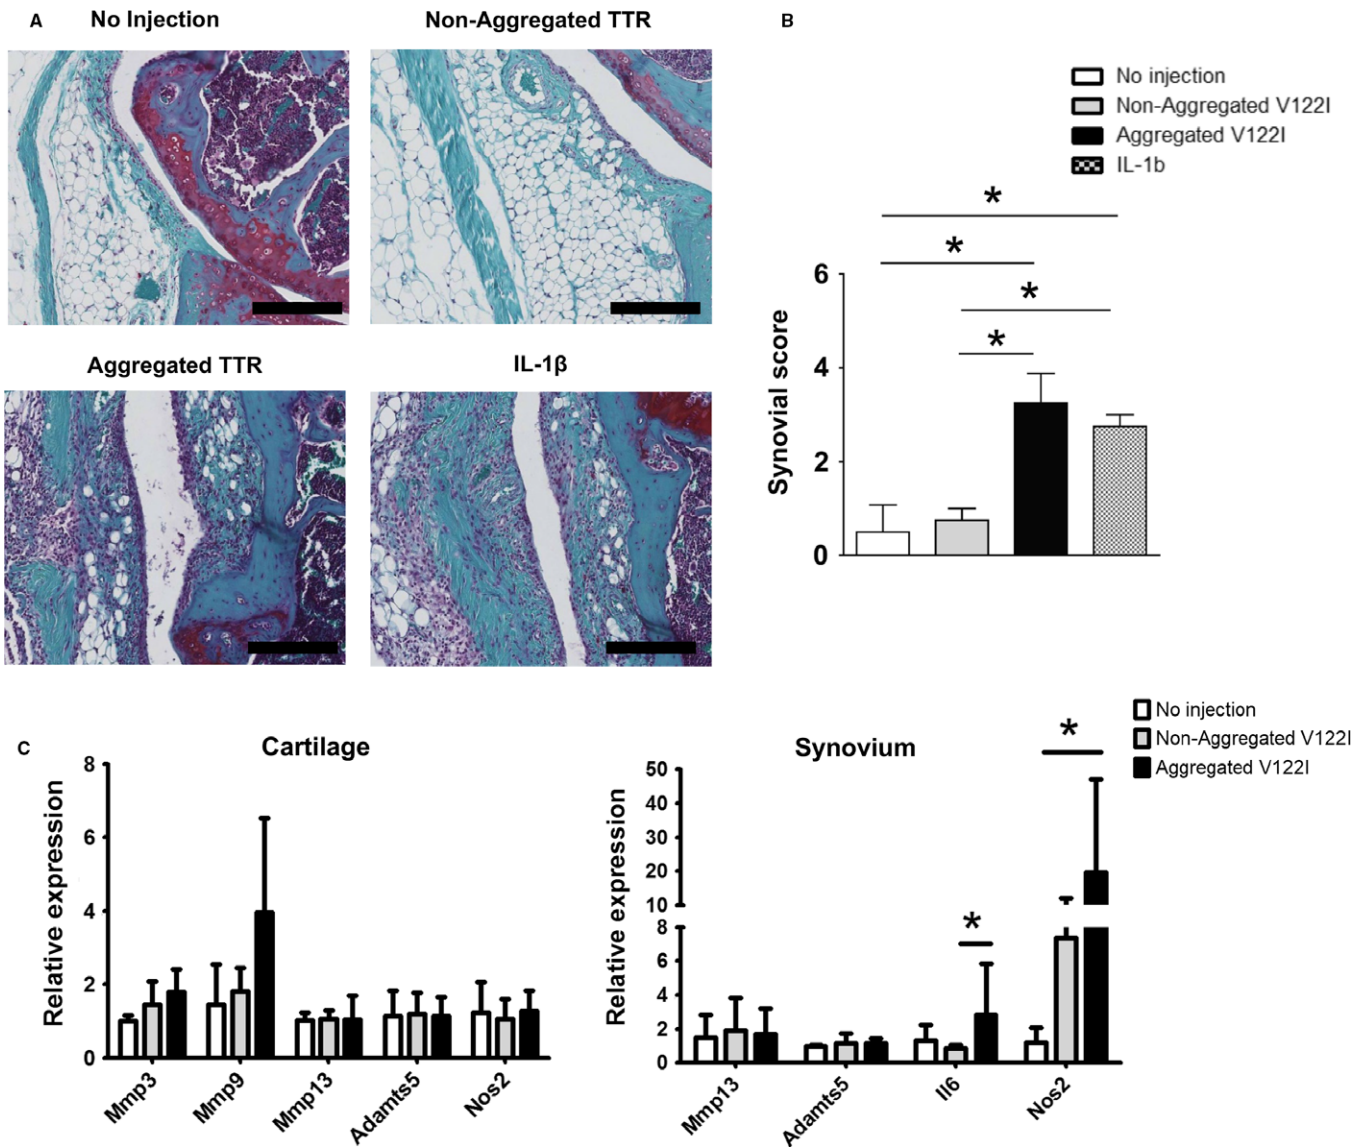 A
No Injection
Non-Aggregated TTR
Aggregated TTR
IL-1β
B
No injection
Non-Aggregated V122I
Aggregated V122I
IL-1b
*
*
*
*
Synovial score
6
4
2
0
C
Cartilage
Relative expression
8
6
4
2
0
Mmp3
Mmp9
Mmp13
Adamts5
Nos2
Synovium
No injection
Non-Aggregated V122I
Aggregated V122I
Relative expression
50
40
30
20
10
8
6
4
2
0
*
*
Mmp13
Adamts5
Il6
Nos2